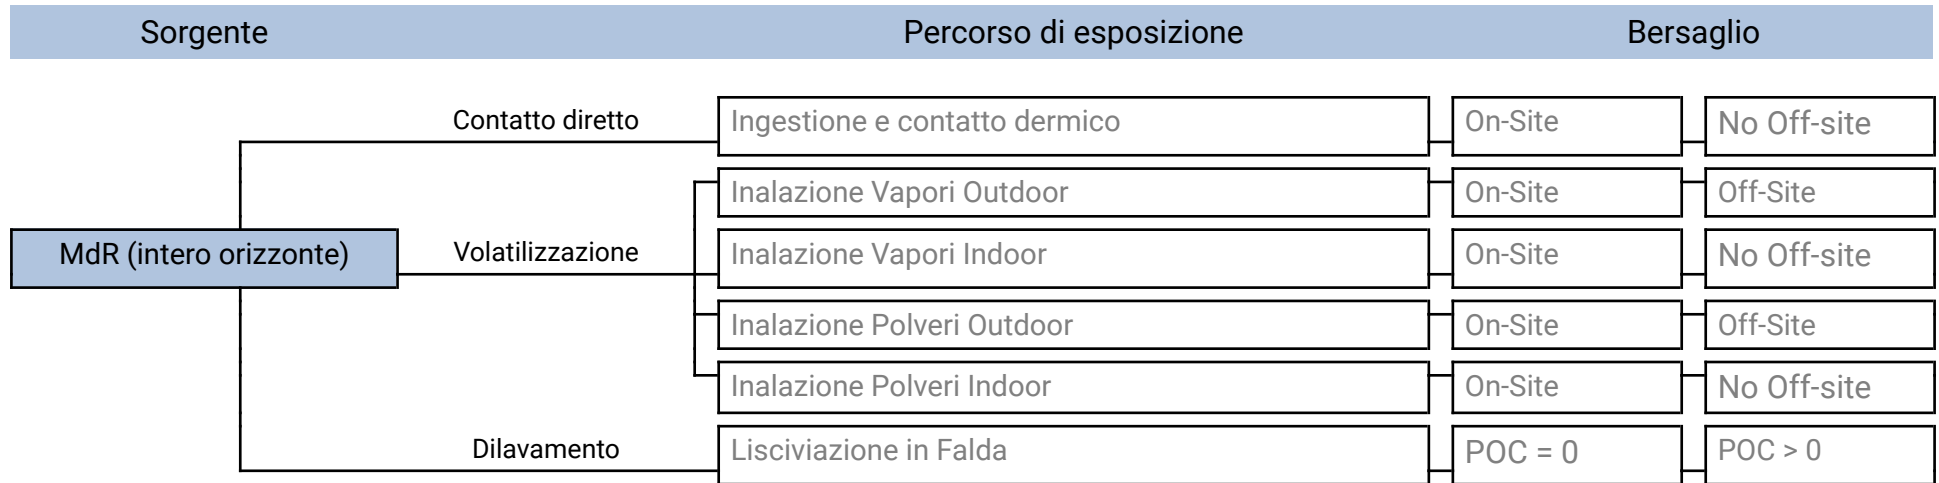 Sorgente Percorso di esposizione Bersaglio
Contatto diretto Ingestione e contatto dermico On-Site No Off-site
Inalazione Vapori Outdoor On-Site Off-Site
MdR (intero orizzonte) Volatilizzazione Inalazione Vapori Indoor On-Site No Off-site
Inalazione Polveri Outdoor On-Site Off-Site
Inalazione Polveri Indoor On-Site No Off-site
Dilavamento Lisciviazione in Falda POC = 0 POC > 0